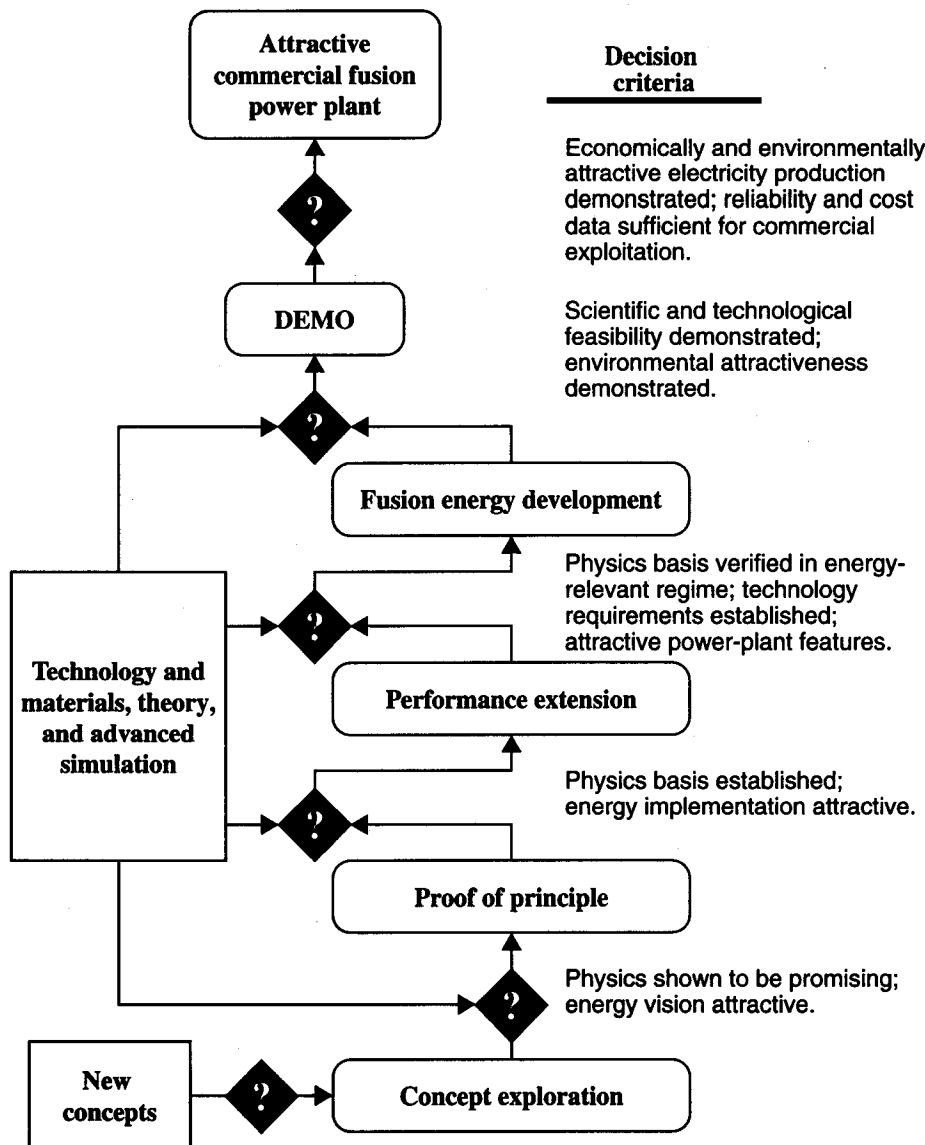 Attractive
commercial fusion
power plant
Decision
criteria
Economically and environmentally
attractive electricity production
demonstrated; reliability and cost
data sufficient for commercial
exploitation.
?
DEMO
Scientific and technological
feasibility demonstrated;
environmental attractiveness
demonstrated.
?
Fusion energy development
Physics basis verified in energy-
relevant regime; technology
requirements established;
attractive power-plant features.
?
Technology and
materials, theory,
and advanced
simulation
Performance extension
Physics basis established;
energy implementation attractive.
?
Proof of principle
Physics shown to be promising;
energy vision attractive.
?
New
concepts
?
Concept exploration